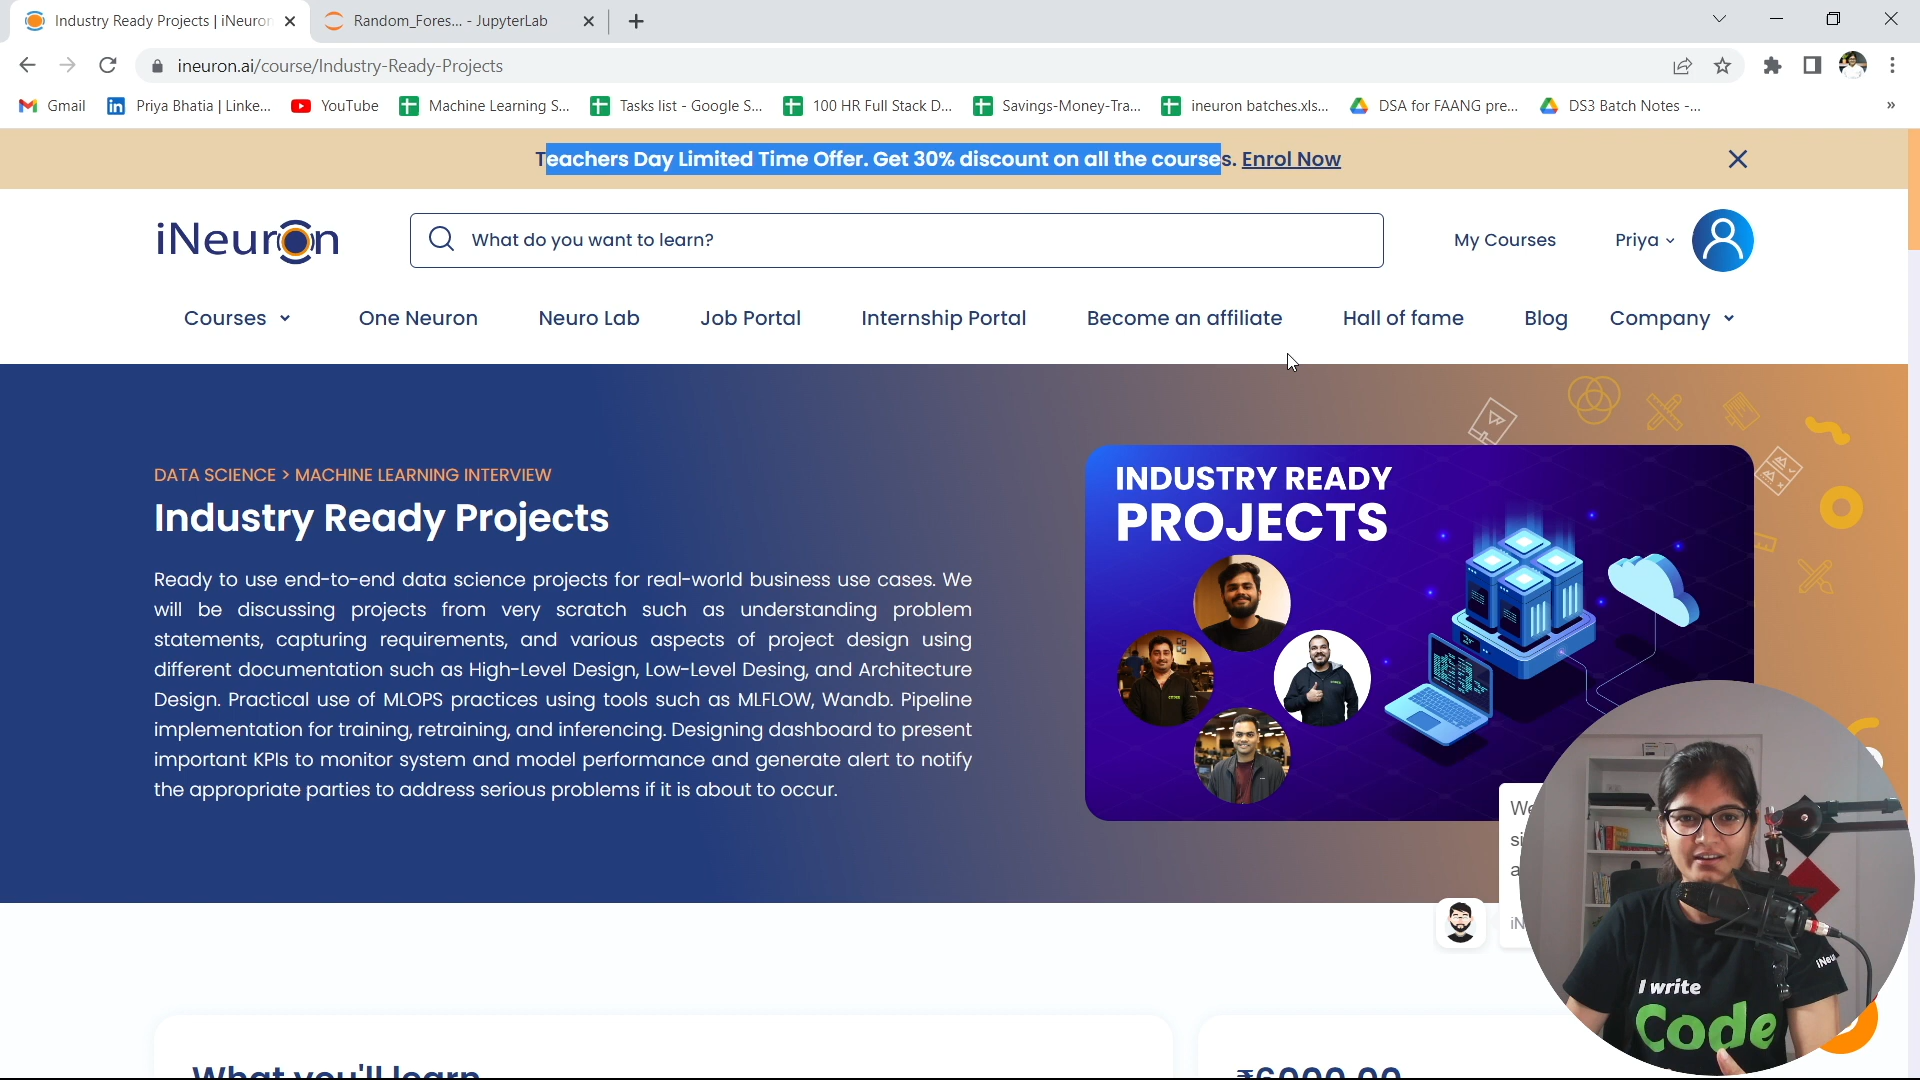 Industry Ready Projects | iNeuron
Random_Fores... - JupyterLab
ineuron.ai/course/Industry-Ready-Projects
Gmail
Priya Bhatia | Linke...
YouTube
Machine Learning S...
Tasks list - Google S...
100 HR Full Stack D...
Savings-Money-Tra...
ineuron batches.xls...
DSA for FAANG pre...
DS3 Batch Notes -...
»
Teachers Day Limited Time Offer. Get 30% discount on all the courses. Enrol Now
iNeuron
What do you want to learn?
My Courses
Priya
Courses
One Neuron
Neuro Lab
Job Portal
Internship Portal
Become an affiliate
Hall of fame
Blog
Company
DATA SCIENCE > MACHINE LEARNING INTERVIEW
Industry Ready Projects
Ready to use end-to-end data science projects for real-world business use cases. We
will be discussing projects from very scratch such as understanding problem
statements, capturing requirements, and various aspects of project design using
different documentation such as High-Level Design, Low-Level Desing, and Architecture
Design. Practical use of MLOPS practices using tools such as MLFLOW, Wandb. Pipeline
implementation for training, retraining, and inferencing. Designing dashboard to present
important KPIs to monitor system and model performance and generate alert to notify
the appropriate parties to address serious problems if it is about to occur.
INDUSTRY READY
PROJECTS
I write
Code
What you'll learn
₹6000.00